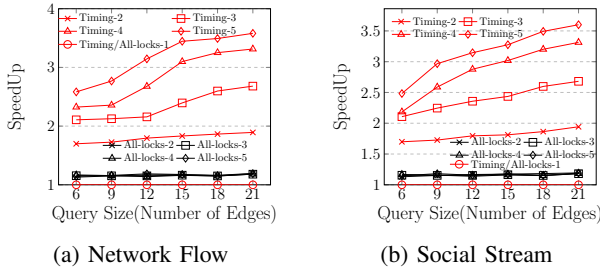 SpeedUp
4
3
2
1
Timing-2
Timing-3
Timing-4
Timing-5
Timing/All-locks-1
All-locks-2
All-locks-3
All-locks-4
All-locks-5
6 9 12 15 18 21
Query Size(Number of Edges)
(a) Network Flow
SpeedUp
3.5
3
2.5
2
1.5
1
Timing-2
Timing-3
Timing-4
Timing-5
All-locks-2
All-locks-3
All-locks-4
All-locks-5
Timing/All-locks-1
6 9 12 15 18 21
Query Size(Number of Edges)
(b) Social Stream